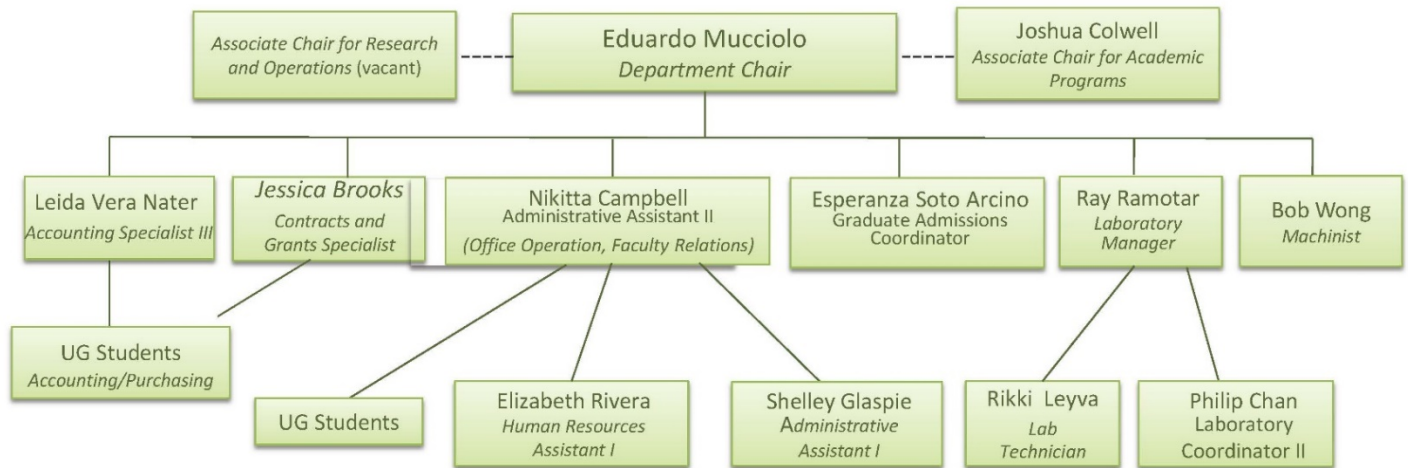 Associate Chair for Research
and Operations (vacant)
Eduardo Mucciolo
Department Chair
Joshua Colwell
Associate Chair for Academic
Programs
Leida Vera Nater
Accounting Specialist III
Jessica Brooks
Contracts and
Grants Specialist
Nikitta Campbell
Administrative Assistant II
(Office Operation, Faculty Relations)
Esperanza Soto Arcino
Graduate Admissions
Coordinator
Ray Ramotar
Laboratory
Manager
Bob Wong
Machinist
UG Students
Accounting/Purchasing
UG Students
Elizabeth Rivera
Human Resources
Assistant I
Shelley Glaspie
Administrative
Assistant I
Rikki Leyva
Lab
Technician
Philip Chan
Laboratory
Coordinator II